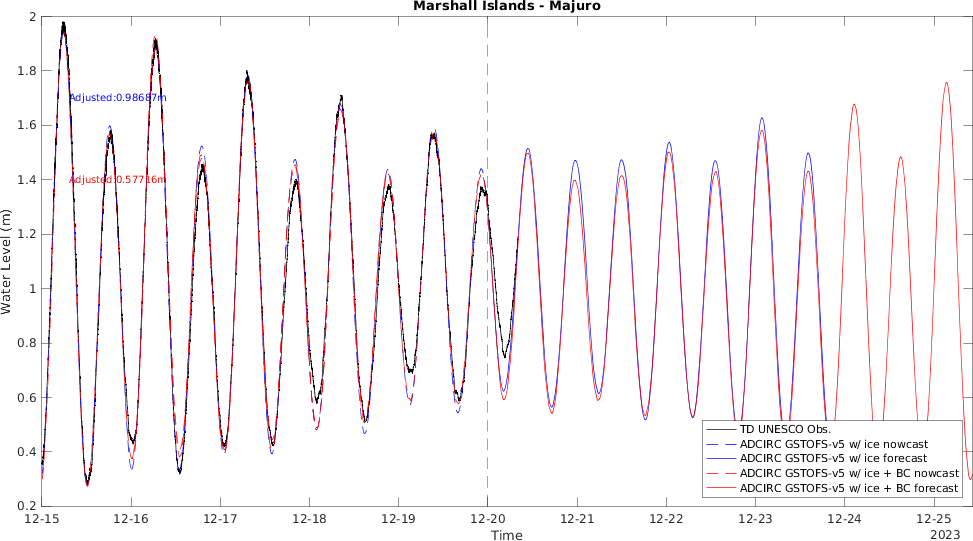 Marshall Islands - Majuro
2
1.8
1.6
1.4
1.2
1
0.8
0.6
0.4
0.2
Water Level (m)
Adjusted:0.98687m
Adjusted:0.57716m
TD UNESCO Obs.
ADCIRC GSTOFS-v5 w/ ice nowcast
ADCIRC GSTOFS-v5 w/ ice forecast
ADCIRC GSTOFS-v5 w/ ice + BC nowcast
ADCIRC GSTOFS-v5 w/ ice + BC forecast
12-15 12-16 12-17 12-18 12-19 12-20 12-21 12-22 12-23 12-24 12-25
2023
Time